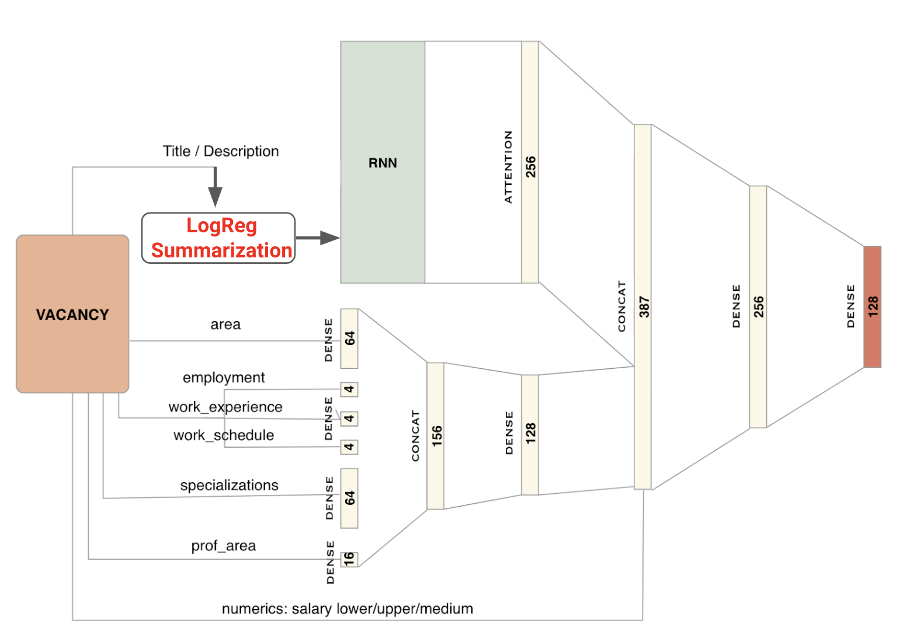 Title / Description
LogReg
Summarization
VACANCY
RNN
ATTENTION
256
CONCAT
387
DENSE
256
DENSE
128
area
DENSE
64
employment
4
work_experience
DENSE
4
work_schedule
4
specializations
DENSE
64
prof_area
DENSE
16
CONCAT
156
DENSE
128
numerics: salary lower/upper/medium